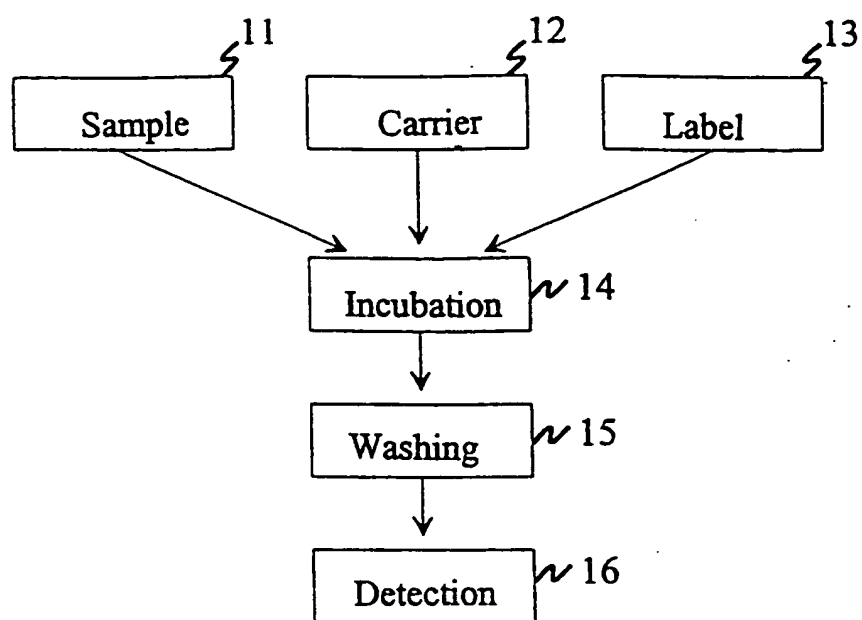 11 12 13
Sample Carrier Label
Incubation 14
Washing 15
Detection 16